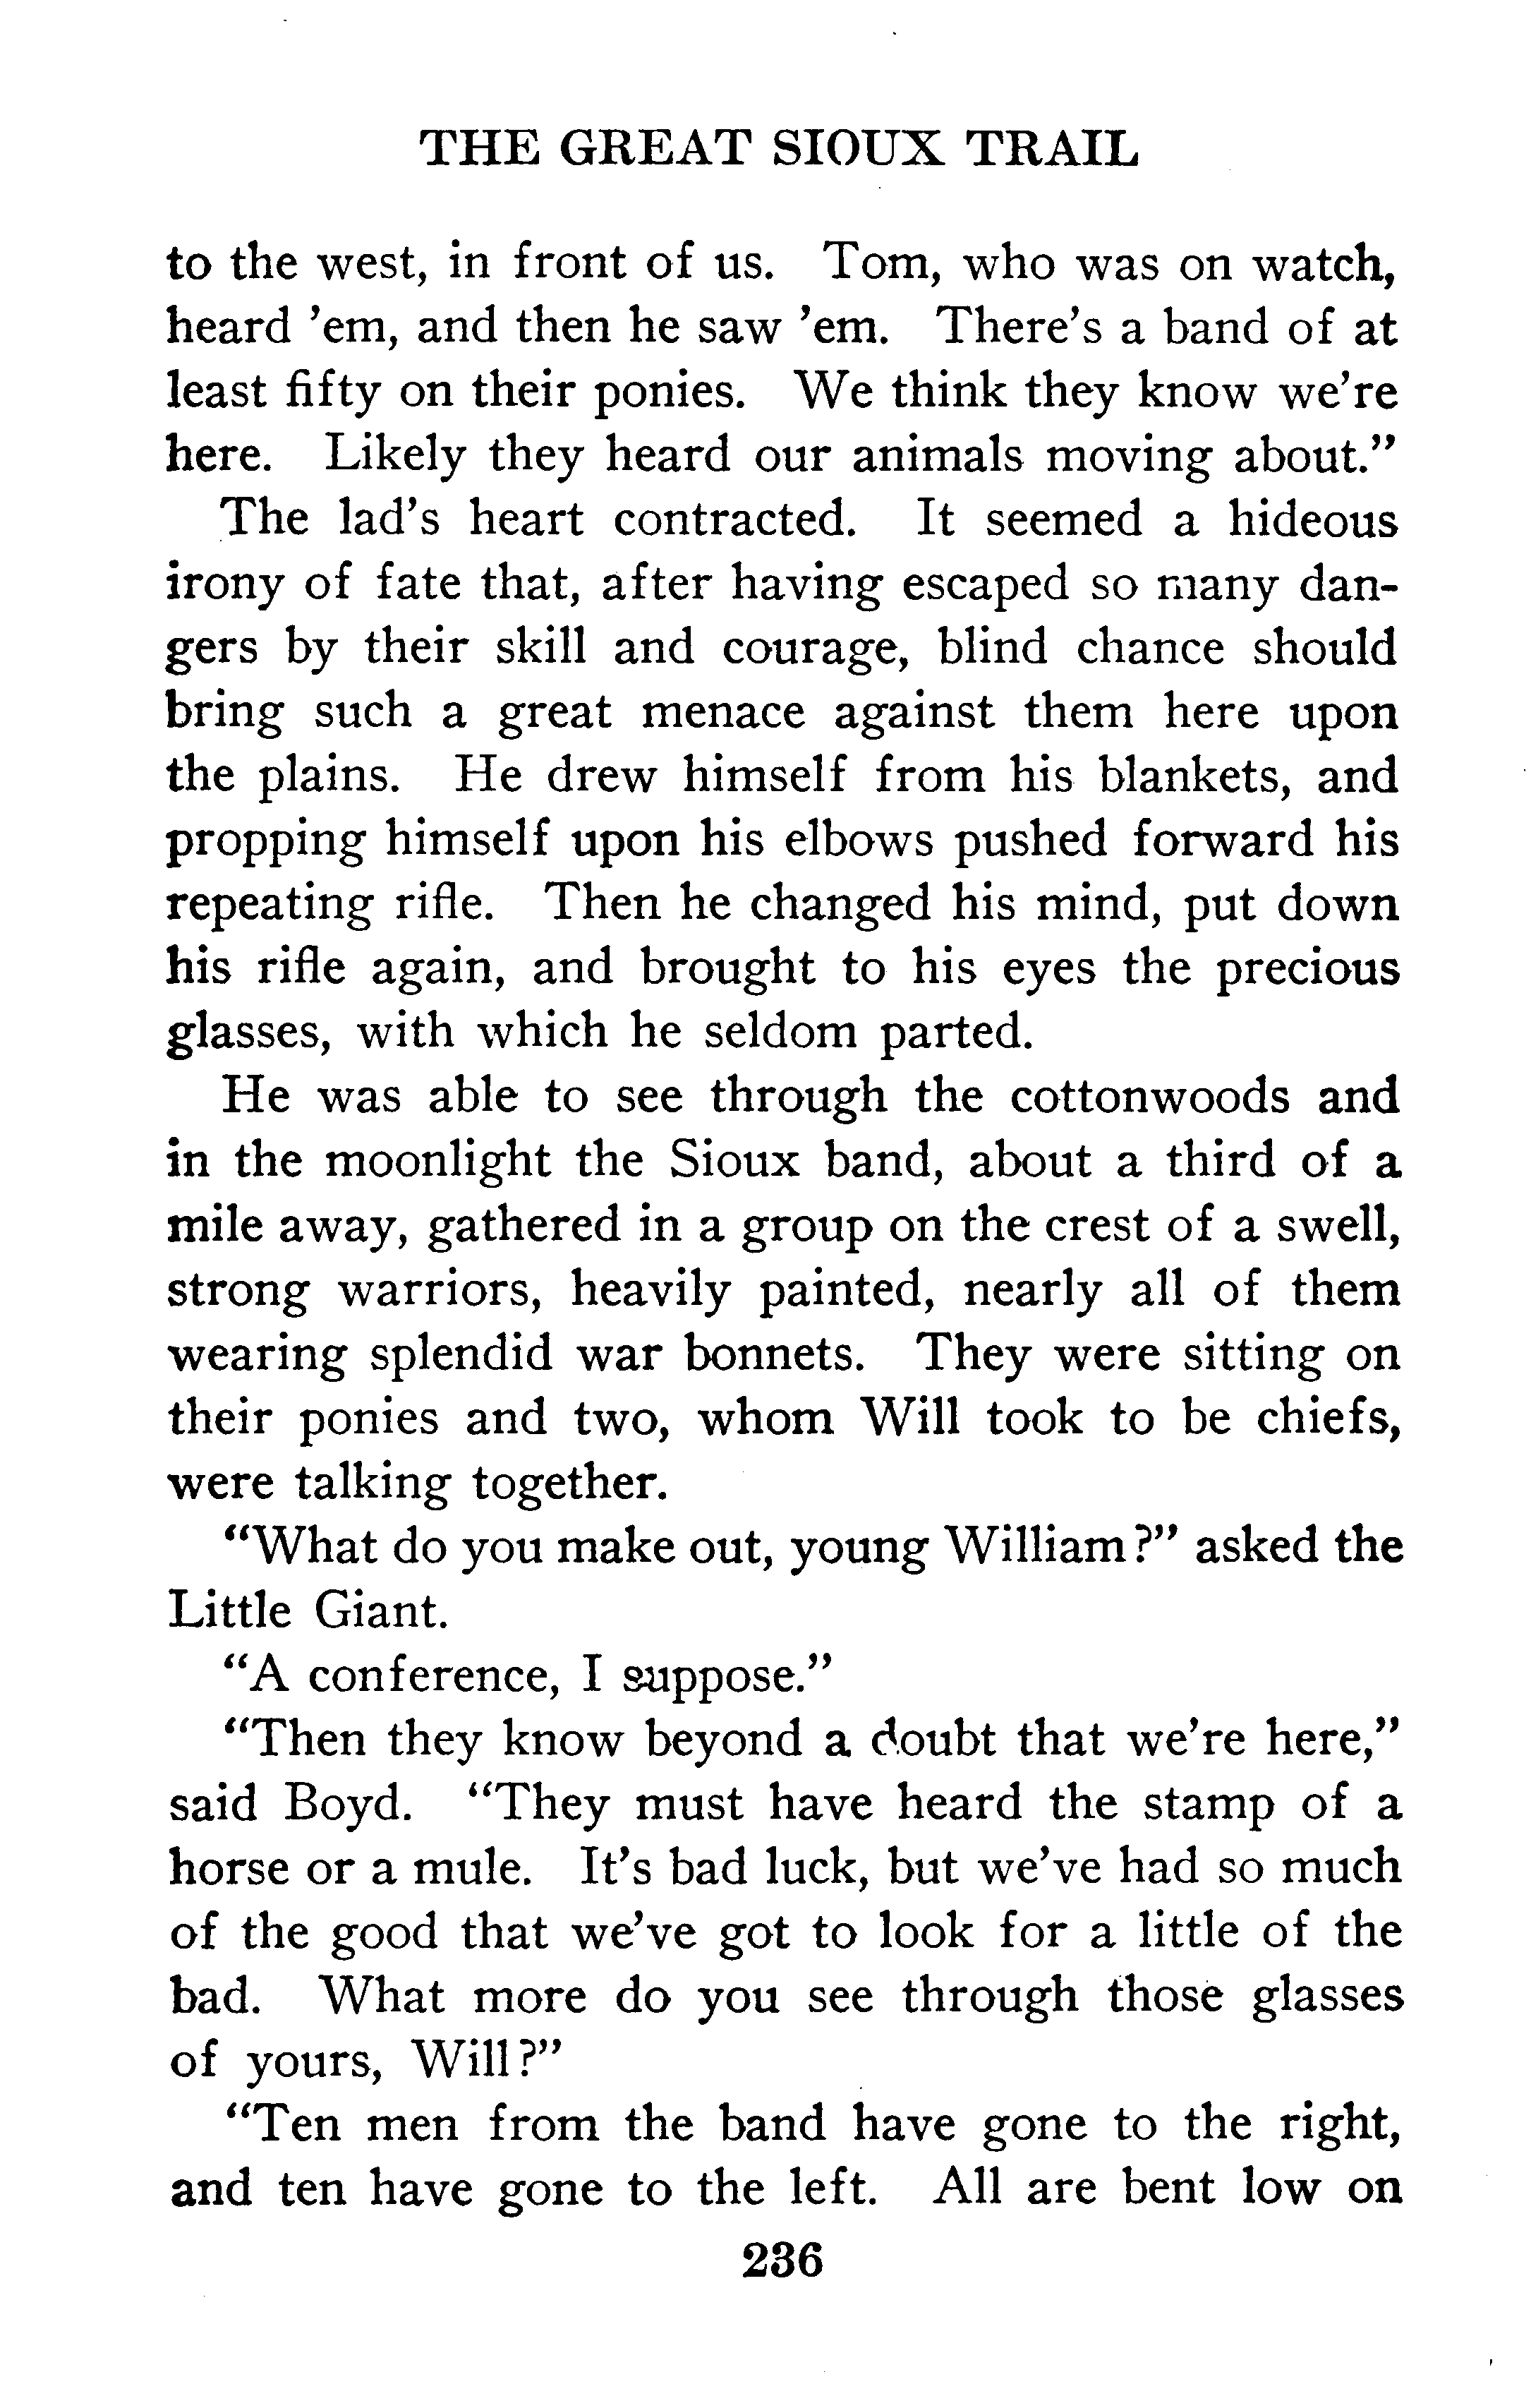 THE GREAT SIOUX TRAIL
to the west, in front of us. Tom, who was on watch,
heard 'em, and then he saw 'em. There's a band of at
least fifty on their ponies. We think they know we're
here. Likely they heard our animals moving about."
The lad's heart contracted. It seemed a hideous
irony of fate that, after having escaped so many dan-
gers by their skill and courage, blind chance should
bring such a great menace against them here upon
the plains. He drew himself from his blankets, and
propping himself upon his elbows pushed forward his
repeating rifle. Then he changed his mind, put down
his rifle again, and brought to his eyes the precious
glasses, with which he seldom parted.
He was able to see through the cottonwoods and
in the moonlight the Sioux band, about a third of a
mile away, gathered in a group on the crest of a swell,
strong warriors, heavily painted, nearly all of them
wearing splendid war bonnets. They were sitting on
their ponies and two, whom Will took to be chiefs,
were talking together.
"What do you make out, young William?" asked the
Little Giant.
"A conference, I suppose."
"Then they know beyond a doubt that we're here,"
said Boyd. "They must have heard the stamp of a
horse or a mule. It's bad luck, but we've had so much
of the good that we've got to look for a little of the
bad. What more do you see through those glasses
of yours, Will?"
"Ten men from the band have gone to the right,
and ten have gone to the left. All are bent low on
236